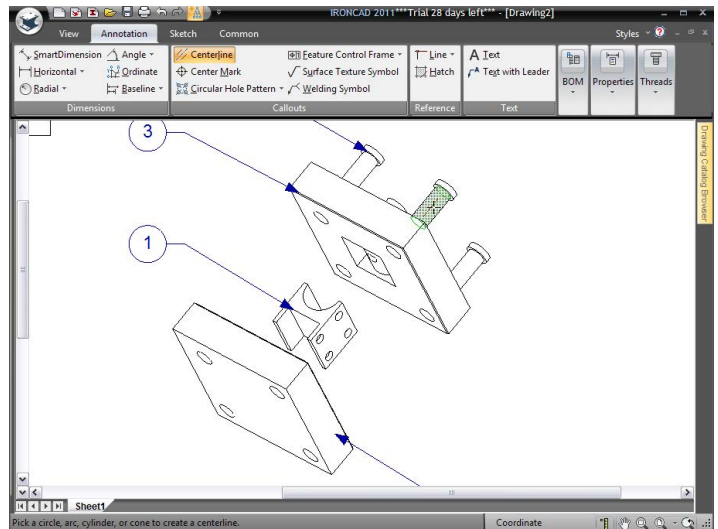 IRONCAD 2011***Trial 28 days left*** - [Drawing2]
View Annotation Sketch Common Styles
SmartDimension Angle Centerline Feature Control Frame Line A Text
Horizontal Ordinate Center Mark Surface Texture Symbol Hatch Text with Leader
Radial Baseline Circular Hole Pattern Welding Symbol BOM Properties Threads
Dimensions Callouts Reference Text
3
1
Drawing Catalog Browser
Sheet1
Pick a circle, arc, cylinder, or cone to create a centerline. Coordinate